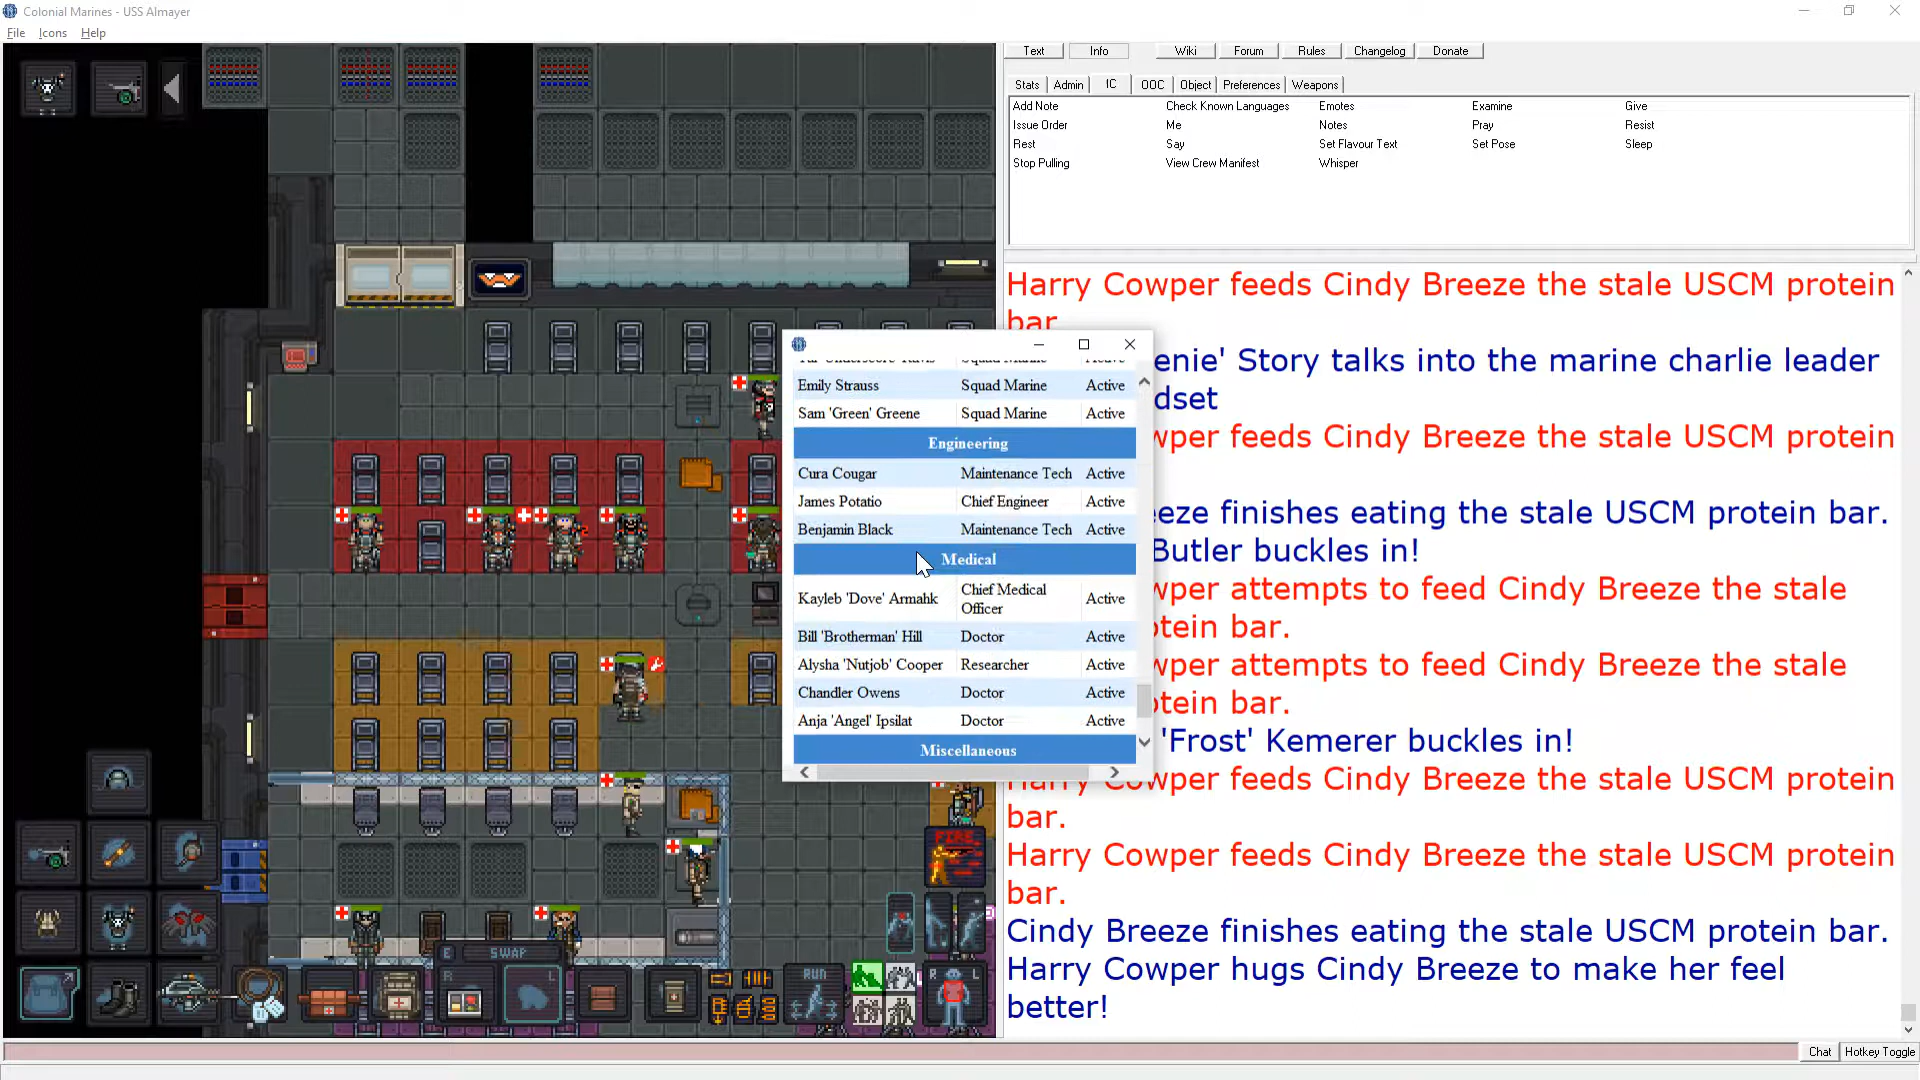 Colonial Marines - USS Almayer
File Icons Help
Text Info Wiki Forum Rules Changelog Donate
Stats Admin IC OOC Object Preferences Weapons
Add Note Check Known Languages Emotes Examine Give
Issue Order Me Notes Pray Resist
Rest Say Set Flavour Text Set Pose Sleep
Stop Pulling View Crew Manifest Whisper
Harry Cowper feeds Cindy Breeze the stale USCM protein
bar.
enie' Story talks into the marine charlie leader
dset
wper feeds Cindy Breeze the stale USCM protein
eeze finishes eating the stale USCM protein bar.
Butler buckles in!
wper attempts to feed Cindy Breeze the stale
otein bar.
wper attempts to feed Cindy Breeze the stale
otein bar.
'Frost' Kemerer buckles in!
Harry Cowper feeds Cindy Breeze the stale USCM protein
bar.
Harry Cowper feeds Cindy Breeze the stale USCM protein
bar.
Cindy Breeze finishes eating the stale USCM protein bar.
Harry Cowper hugs Cindy Breeze to make her feel
better!
Emily Strauss Squad Marine Active
Sam 'Green' Greene Squad Marine Active
Engineering
Cura Cougar Maintenance Tech Active
James Potatio Chief Engineer Active
Benjamin Black Maintenance Tech Active
Medical
Kayleb 'Dove' Armahk Chief Medical
Officer Active
Bill 'Brotherman' Hill Doctor Active
Alysha 'Nutjob' Cooper Researcher Active
Chandler Owens Doctor Active
Anja 'Angel' Ipsilat Doctor Active
Miscellaneous
FIRE
E SWAP
R L
RUN
R L
Chat Hotkey Toggle